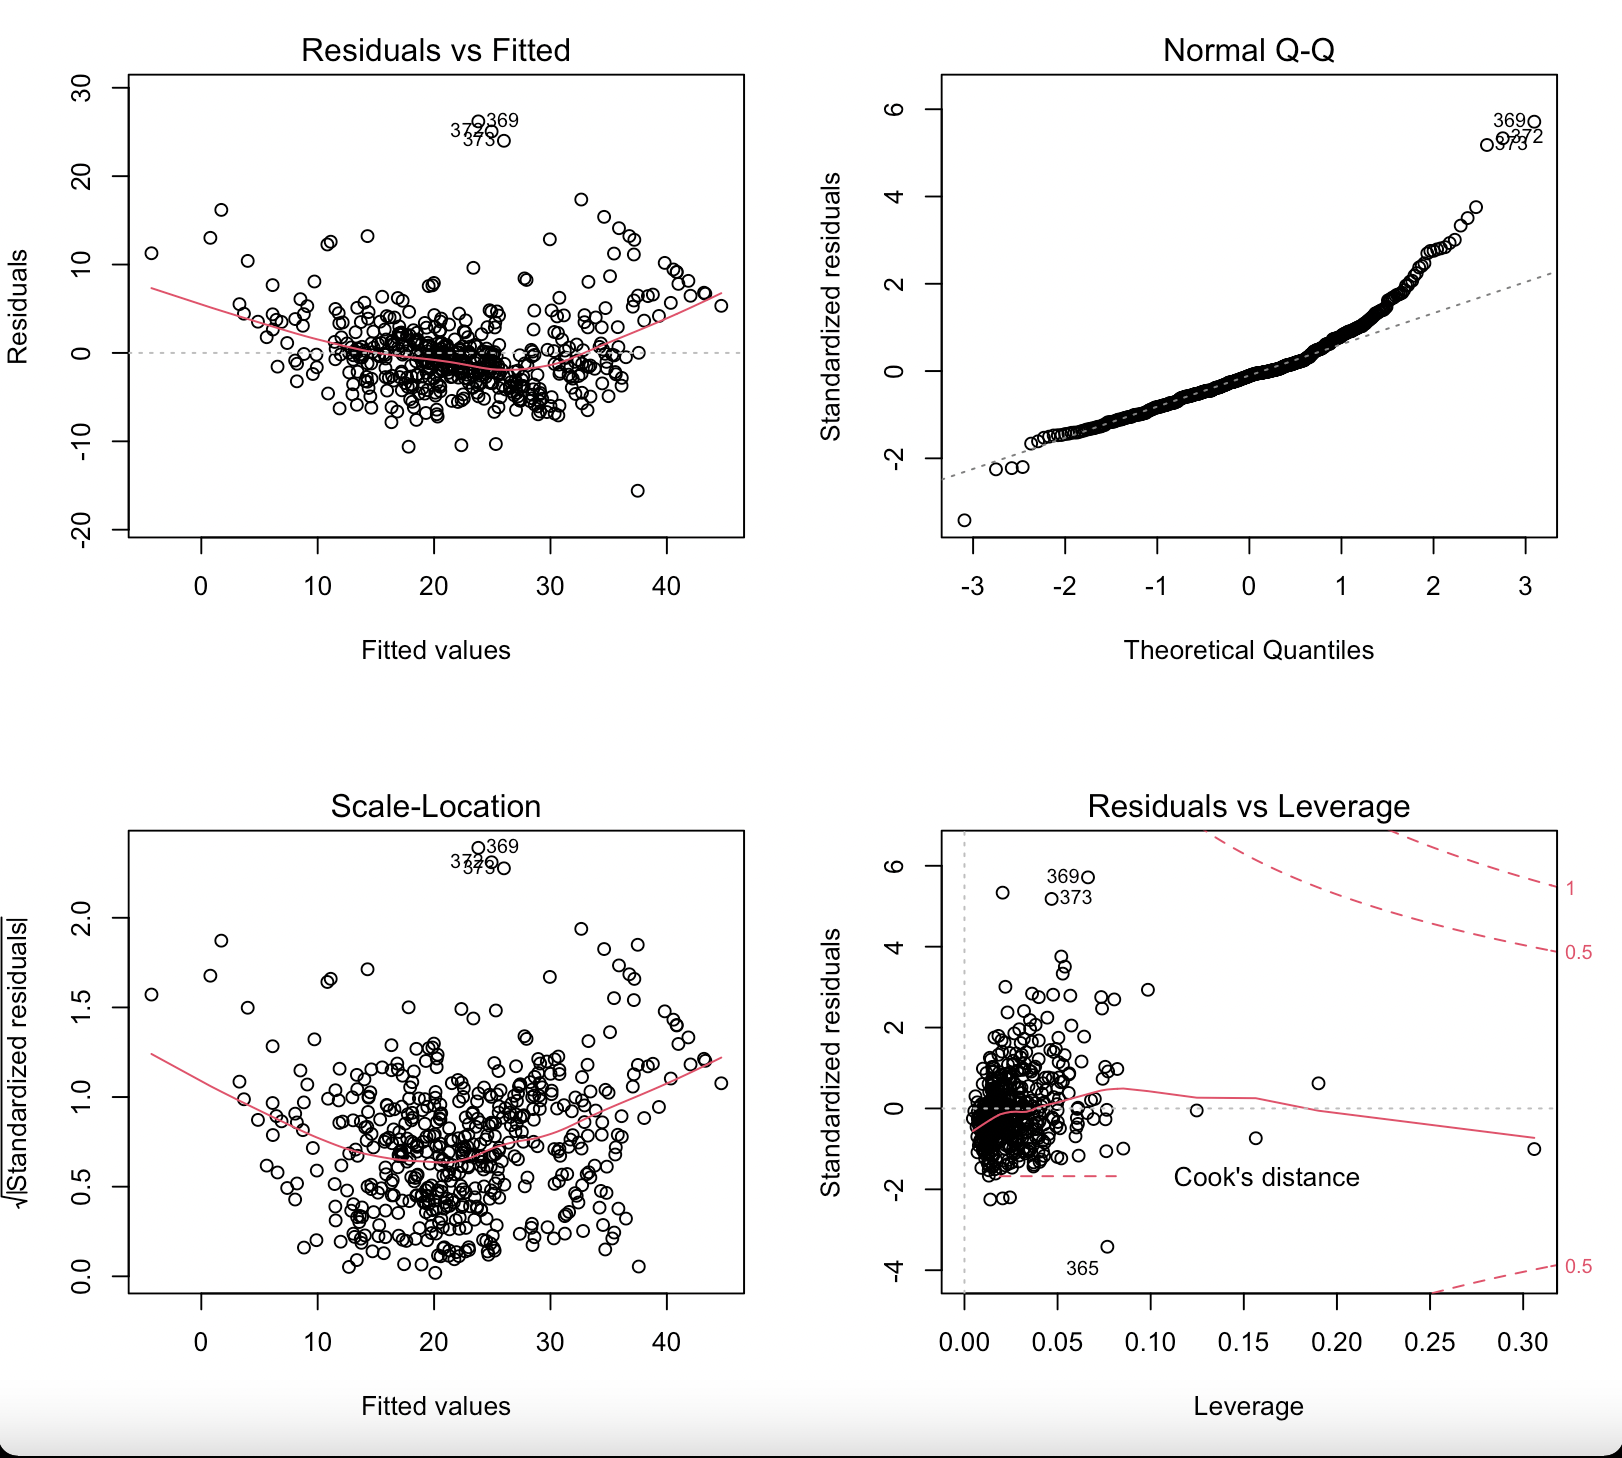 Residuals vs Fitted
Residuals
30
20
10
0
-10
-20
369
372
373
0 10 20 30 40
Fitted values
Normal Q-Q
Standardized residuals
6
4
2
0
-2
369
372
373
-3 -2 -1 0 1 2 3
Theoretical Quantiles
Scale-Location
√|Standardized residuals|
2.0
1.5
1.0
0.5
0.0
369
372
373
0 10 20 30 40
Fitted values
Residuals vs Leverage
Standardized residuals
6
4
2
0
-2
-4
369
373
1
0.5
Cook's distance
365
0.5
0.00 0.05 0.10 0.15 0.20 0.25 0.30
Leverage